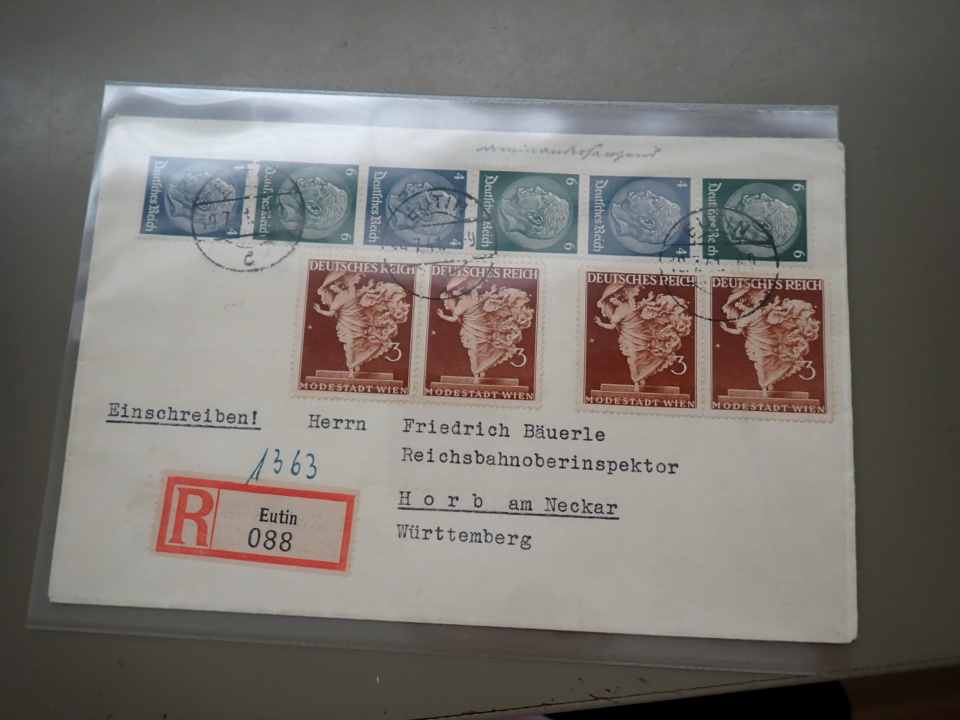 4 Deutsches Reich
6
4 Deutsches Reich
6 Deutsches Reich
4 Deutsches Reich
6
EUTIN
DEUTSCHES REICH
3
MODESTADT WIEN
DEUTSCHES REICH
3
MODESTADT WIEN
DEUTSCHES REICH
3
MODESTADT WIEN
DEUTSCHES REICH
3
MODESTADT WIEN
Einschreiben!
Herrn Friedrich Bäuerle
Reichsbahnoberinspektor
Horb am Neckar
Württemberg
1363
R Eutin
088